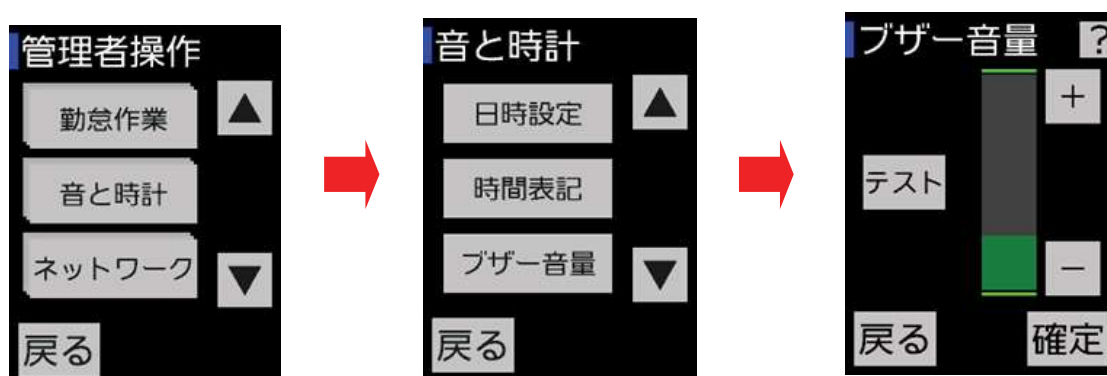 管理者操作
勤怠作業
▲
音と時計
ネットワーク
▼
戻る
音と時計
日時設定
▲
時間表記
ブザー音量
▼
戻る
ブザー音量 ?
+
テスト
-
戻る 確定